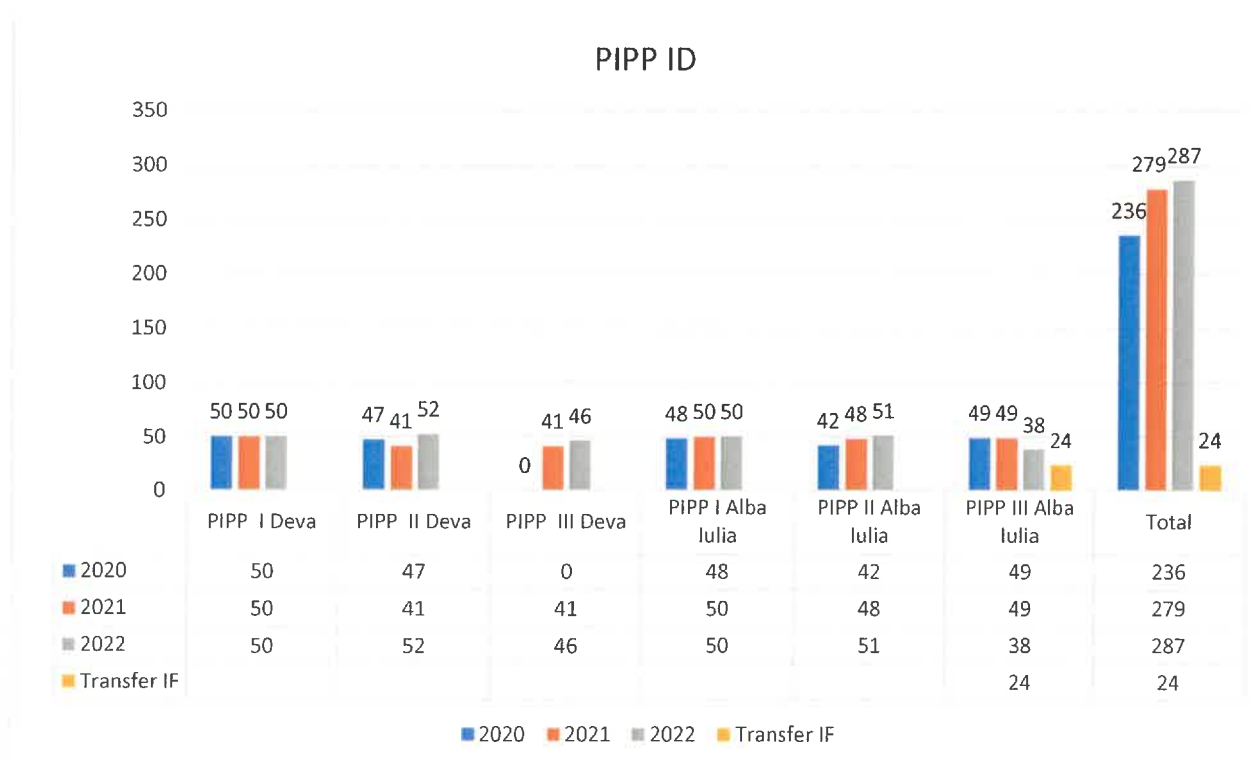 PIPP ID
350
300
250
200
150
100
50
0
50 50 50
47 41 52
0 41 46
48 50 50
42 48 51
49 49 38 24
236 279 287 24
PIPP I Deva PIPP II Deva PIPP III Deva PIPP I Alba Iulia PIPP II Alba Iulia PIPP III Alba Iulia Total
2020 50 47 0 48 42 49 236
2021 50 41 41 50 48 49 279
2022 50 52 46 50 51 38 287
Transfer IF 24 24
2020 2021 2022 Transfer IF